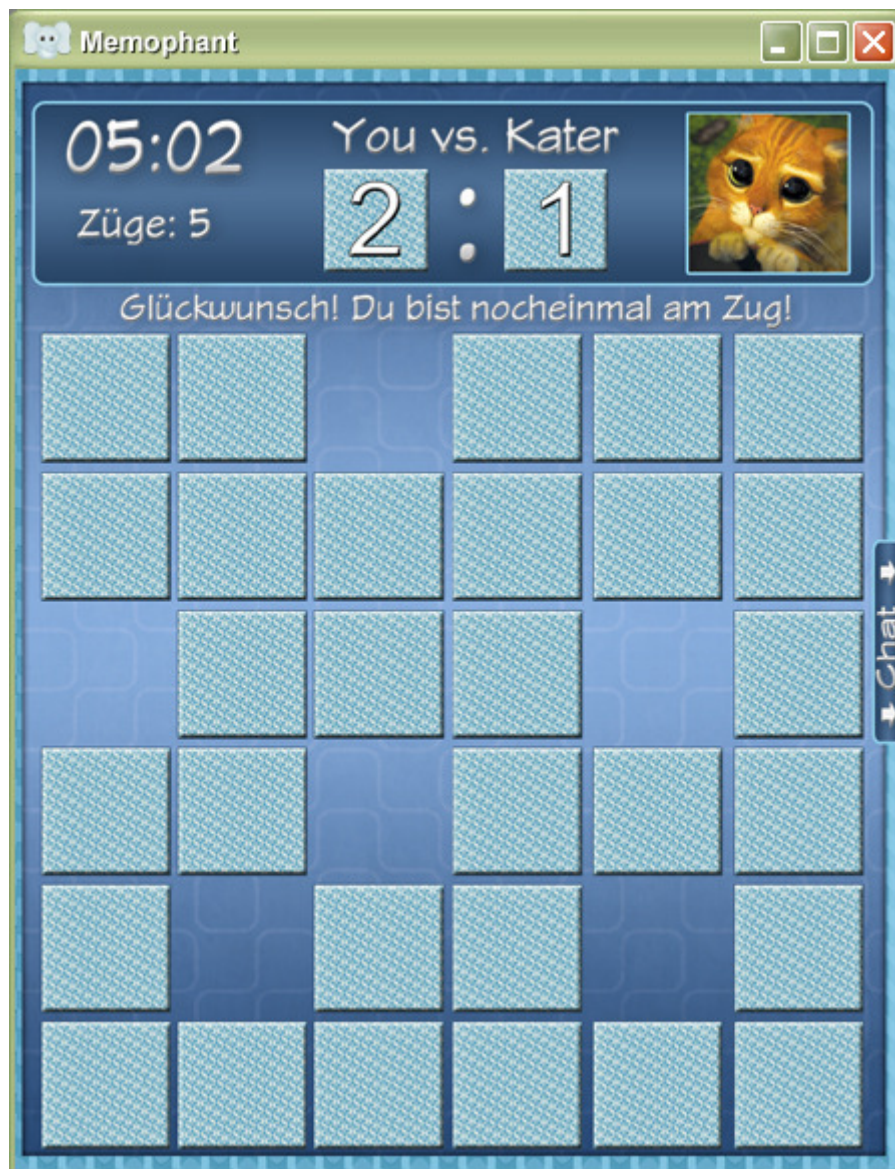 Memophant
05:02
You vs. Kater
Züge: 5
2 : 1
Glückwunsch! Du bist nocheinmal am Zug!
Chat